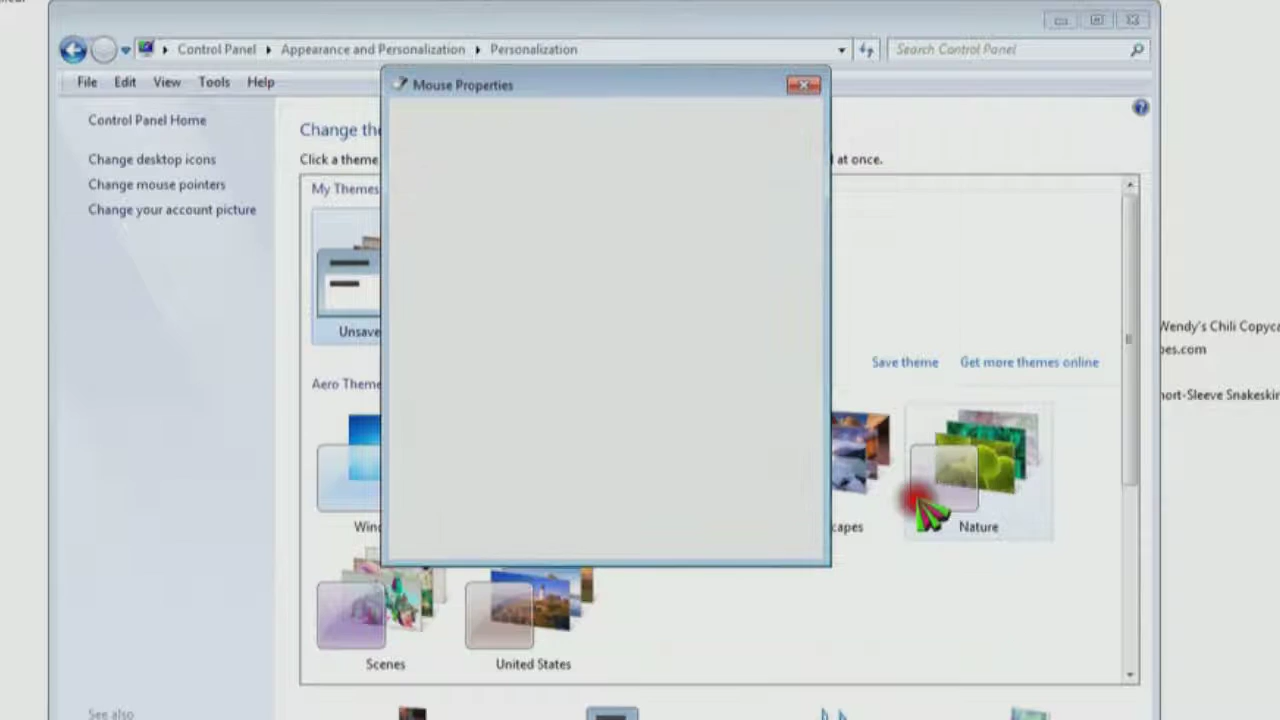 Control Panel Appearance and Personalization Personalization
Search Control Panel
File Edit View Tools Help
Mouse Properties
Control Panel Home
Change desktop icons
Change mouse pointers
Change your account picture
Change the
Click a theme
at once.
My Themes
Unsave
Save theme
Get more themes online
Aero Theme
Wind
capes
Nature
Scenes
United States
See also
Wendy's Chili Copyca
pes.com
hort-Sleeve Snakeskin